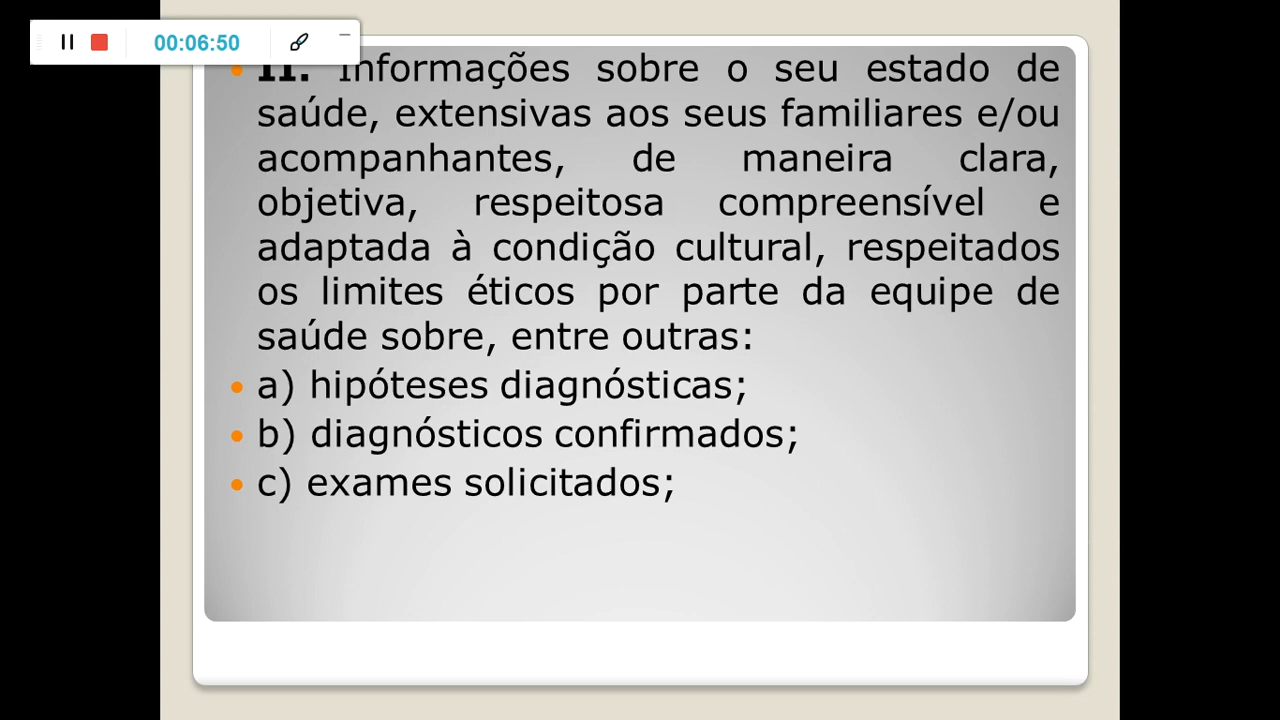 00:06:50
II. Informações sobre o seu estado de
saúde, extensivas aos seus familiares e/ou
acompanhantes, de maneira clara,
objetiva, respeitosa compreensível e
adaptada à condição cultural, respeitados
os limites éticos por parte da equipe de
saúde sobre, entre outras:
a) hipóteses diagnósticas;
b) diagnósticos confirmados;
c) exames solicitados;